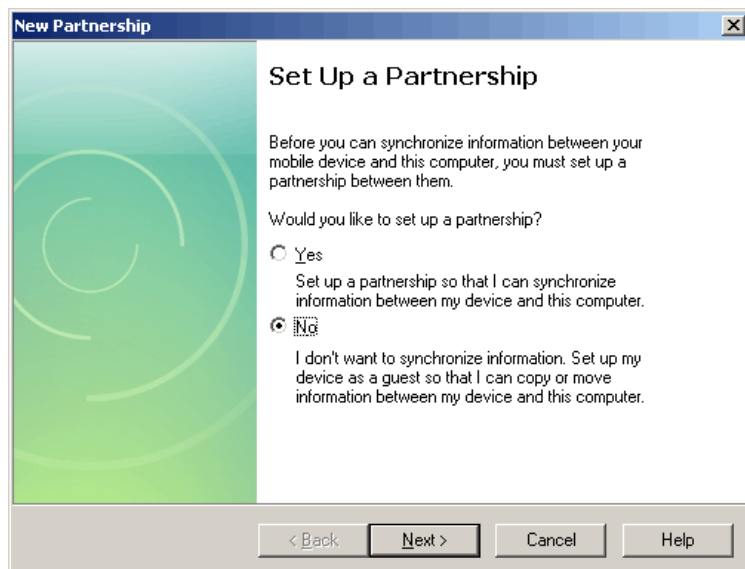 New Partnership
Set Up a Partnership
Before you can synchronize information between your
mobile device and this computer, you must set up a
partnership between them.
Would you like to set up a partnership?
Yes
Set up a partnership so that I can synchronize
information between my device and this computer.
No
I don't want to synchronize information. Set up my
device as a guest so that I can copy or move
information between my device and this computer.
< Back
Next >
Cancel
Help